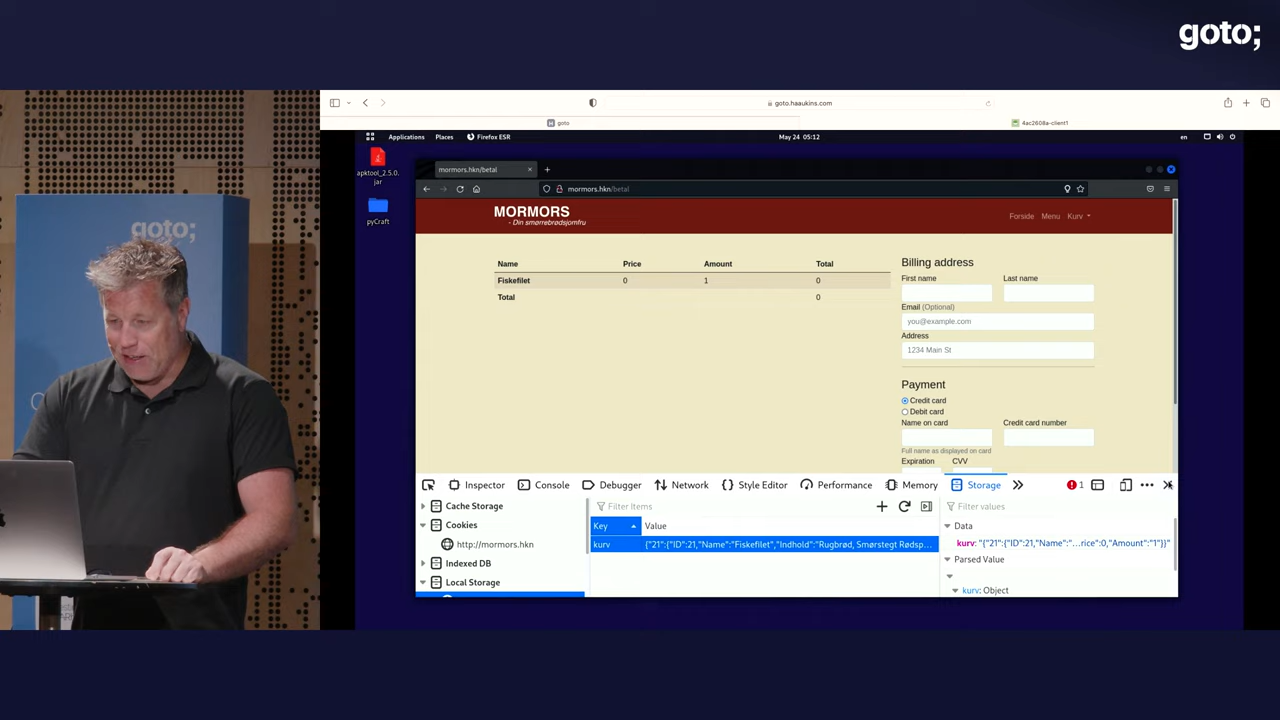 goto;
goto;
goto.haaukins.com
goto
4ac2608a-client1
Applications
Places
Firefox ESR
May 24 05:12
en
apktool_2.5.0.
jar
pyCraft
mormors.hkn/betal
mormors.hkn/betal
MORMORS
- Din smørrebrødsjomfru
Forside
Menu
Kurv
Name Price Amount Total
Fiskefilet 0 1 0
Total 0
Billing address
First name Last name
Email (Optional)
you@example.com
Address
1234 Main St
Payment
Credit card
Debit card
Name on card Credit card number
Full name as displayed on card
Expiration CVV
Inspector
Console
Debugger
Network
Style Editor
Performance
Memory
Storage
1
Cache Storage
Cookies
http://mormors.hkn
Indexed DB
Local Storage
Filter Items
Key Value
kurv {"21":{"ID":21,"Name":"Fiskefilet","Indhold":"Rugbrød, Smørstegt Rødsp...
Filter values
Data
kurv: "{"21":{"ID":21,"Name":"...rice":0,"Amount":"1"}}"
Parsed Value
kurv: Object